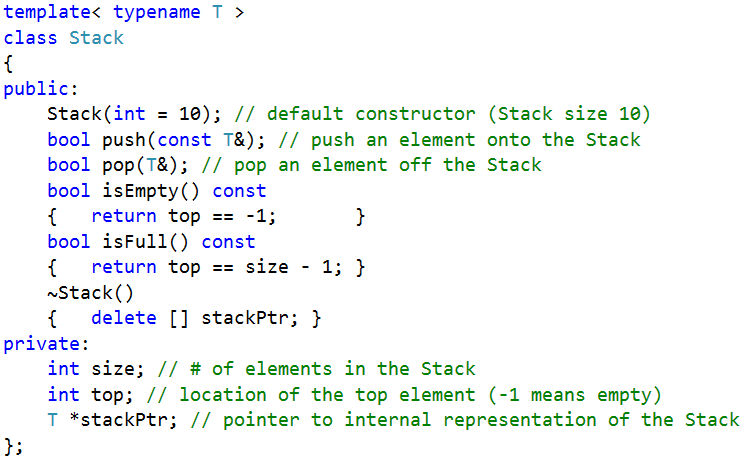 template< typename T >
class Stack
{
public:
    Stack(int = 10); // default constructor (Stack size 10)
    bool push(const T&); // push an element onto the Stack
    bool pop(T&); // pop an element off the Stack
    bool isEmpty() const
    {   return top == -1;       }
    bool isFull() const
    {   return top == size - 1; }
    ~Stack()
    {   delete [] stackPtr; }
private:
    int size; // # of elements in the Stack
    int top; // location of the top element (-1 means empty)
    T *stackPtr; // pointer to internal representation of the Stack
};